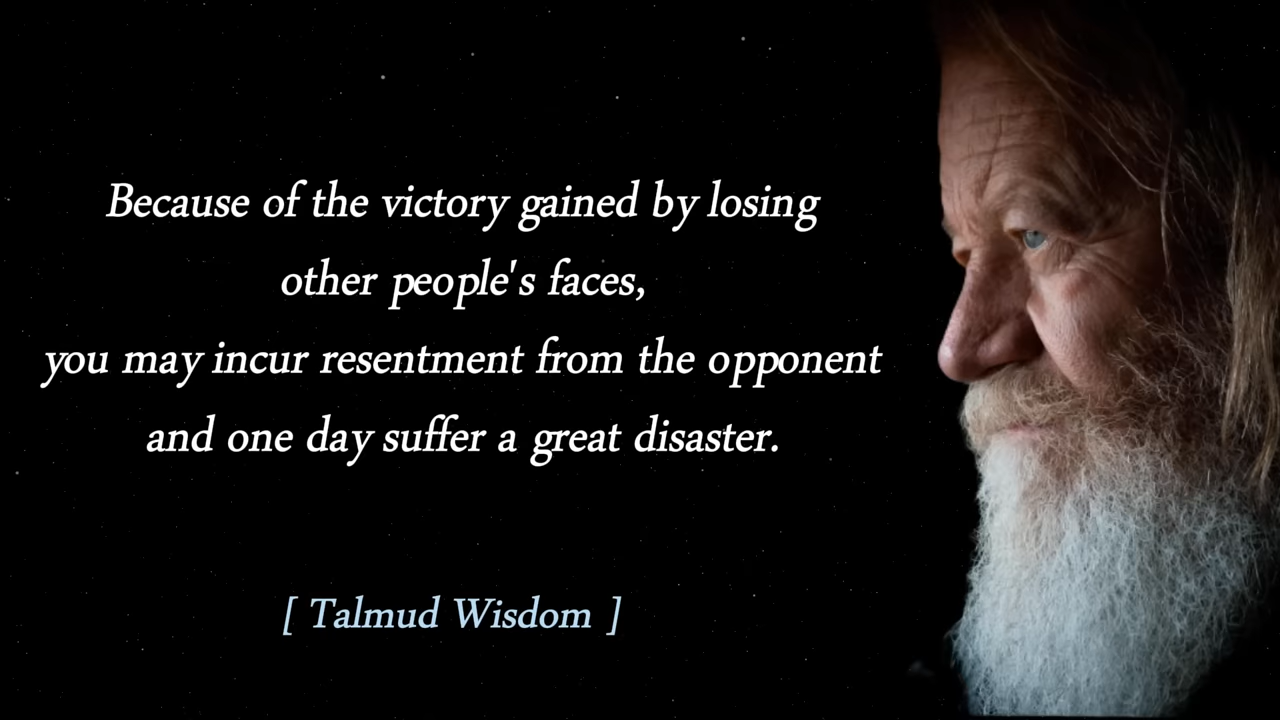 Because of the victory gained by losing
other people's faces,
you may incur resentment from the opponent
and one day suffer a great disaster.
[ Talmud Wisdom ]